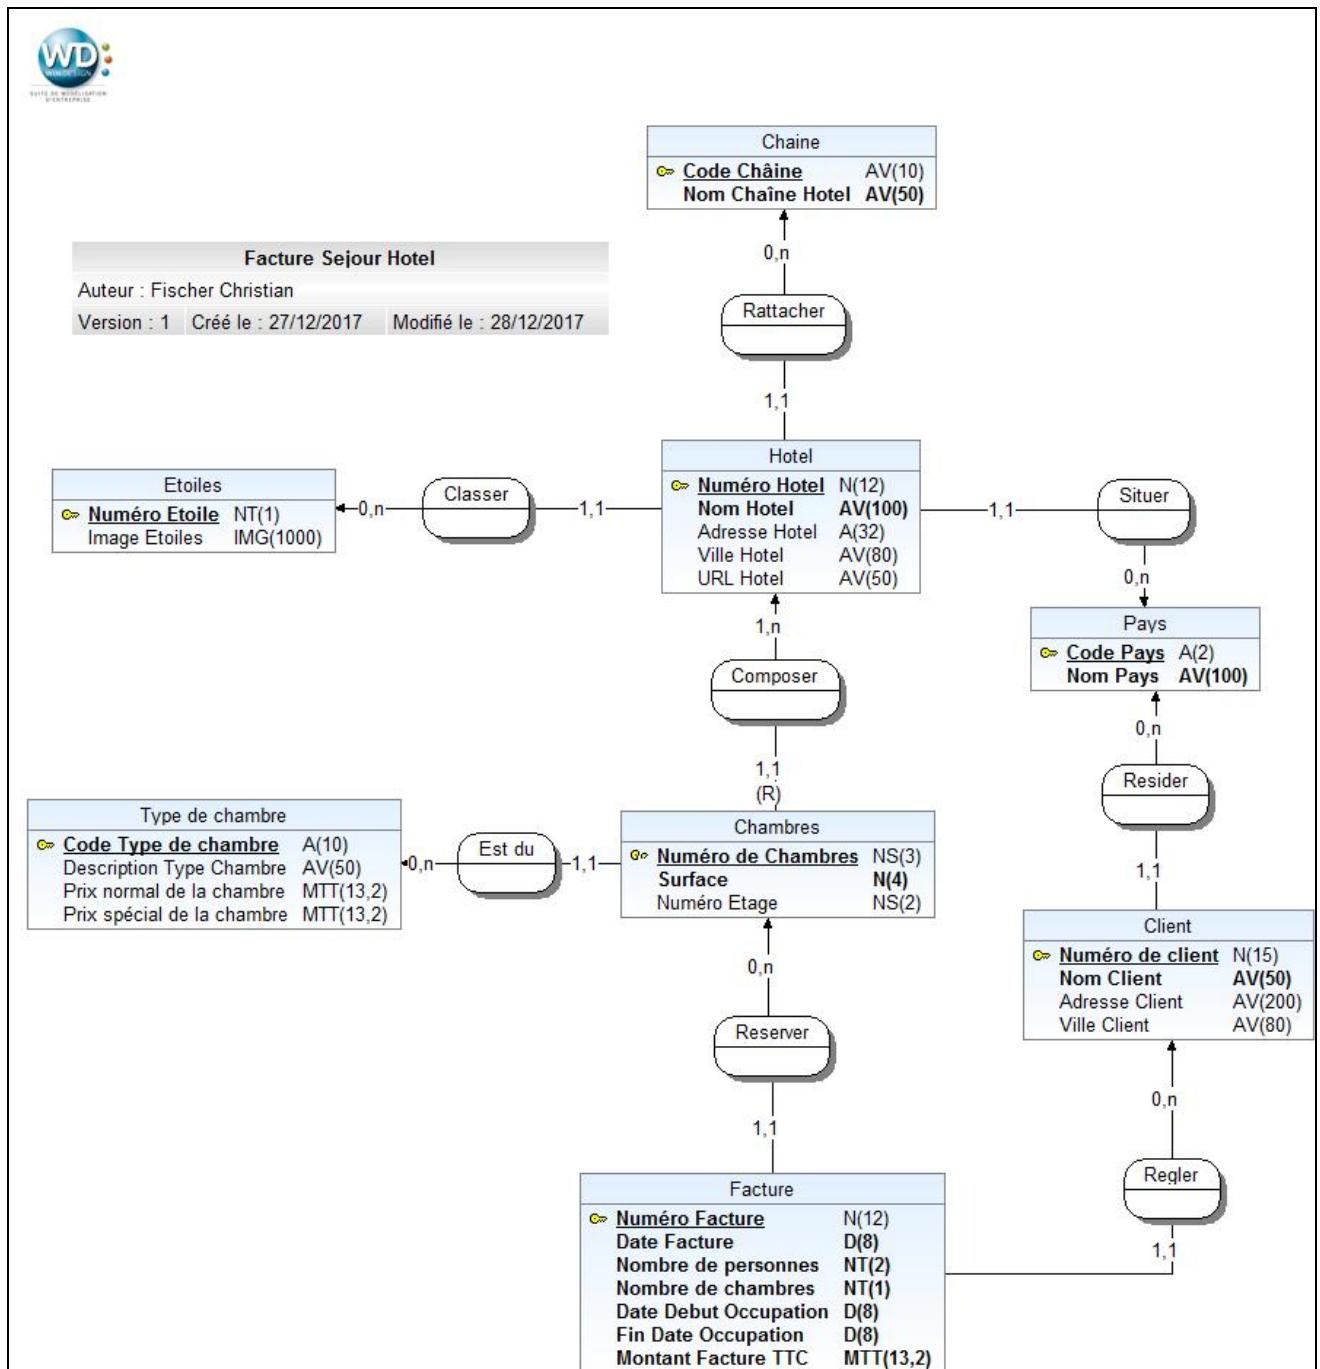 WD:
WIN DESIGN
SUITE DE MODÉLISATION
D'ENTREPRISE
Chaine
Code Châine AV(10)
Nom Chaîne Hotel AV(50)
0,n
Facture Sejour Hotel
Auteur : Fischer Christian
Version : 1 Créé le : 27/12/2017 Modifié le : 28/12/2017
Rattacher
1,1
Hotel
Numéro Hotel N(12)
Nom Hotel AV(100)
Adresse Hotel A(32)
Ville Hotel AV(80)
URL Hotel AV(50)
Etoiles
Numéro Etoile NT(1)
Image Etoiles IMG(1000)
0,n
Classer
1,1
1,1
Situer
0,n
Pays
Code Pays A(2)
Nom Pays AV(100)
1,n
Composer
1,1
(R)
0,n
Resider
1,1
Type de chambre
Code Type de chambre A(10)
Description Type Chambre AV(50)
Prix normal de la chambre MTT(13,2)
Prix spécial de la chambre MTT(13,2)
0,n
Est du
1,1
Chambres
Numéro de Chambres NS(3)
Surface N(4)
Numéro Etage NS(2)
Client
Numéro de client N(15)
Nom Client AV(50)
Adresse Client AV(200)
Ville Client AV(80)
0,n
Reserver
1,1
0,n
Regler
1,1
Facture
Numéro Facture N(12)
Date Facture D(8)
Nombre de personnes NT(2)
Nombre de chambres NT(1)
Date Debut Occupation D(8)
Fin Date Occupation D(8)
Montant Facture TTC MTT(13,2)